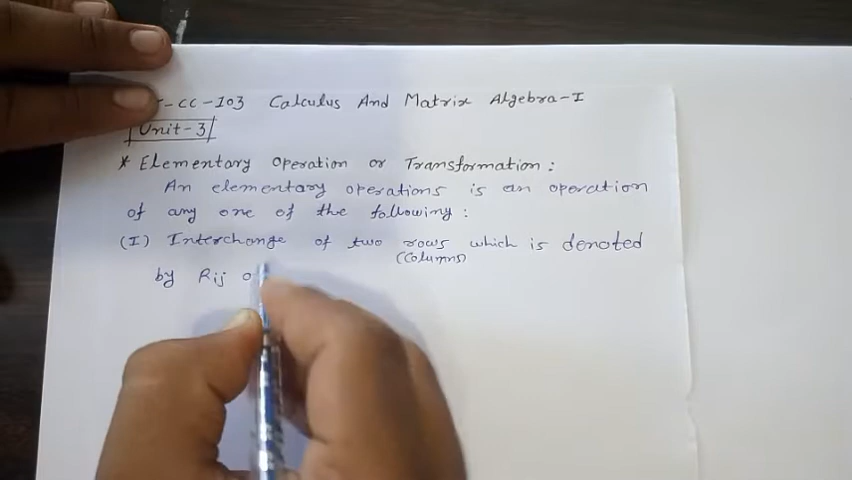 -CC-103 Calculus And Matrix Algebra-I
Unit-3
* Elementary Operation or Transformation:
An elementary operations is an operation
of any one of the following:
(I) Interchange of two rows which is denoted
(Columns)
by Rij o